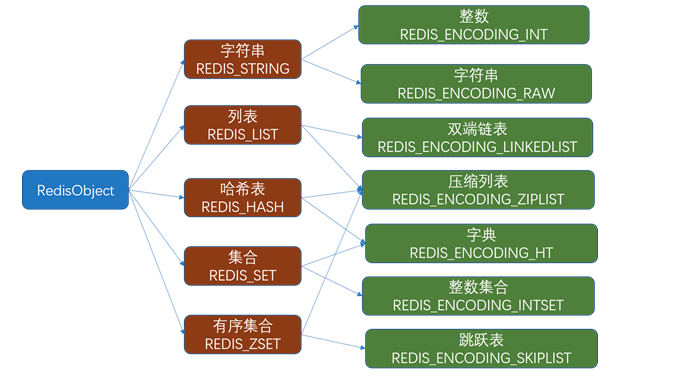 RedisObject
字符串
REDIS_STRING
列表
REDIS_LIST
哈希表
REDIS_HASH
集合
REDIS_SET
有序集合
REDIS_ZSET
整数
REDIS_ENCODING_INT
字符串
REDIS_ENCODING_RAW
双端链表
REDIS_ENCODING_LINKEDLIST
压缩列表
REDIS_ENCODING_ZIPLIST
字典
REDIS_ENCODING_HT
整数集合
REDIS_ENCODING_INTSET
跳跃表
REDIS_ENCODING_SKIPLIST